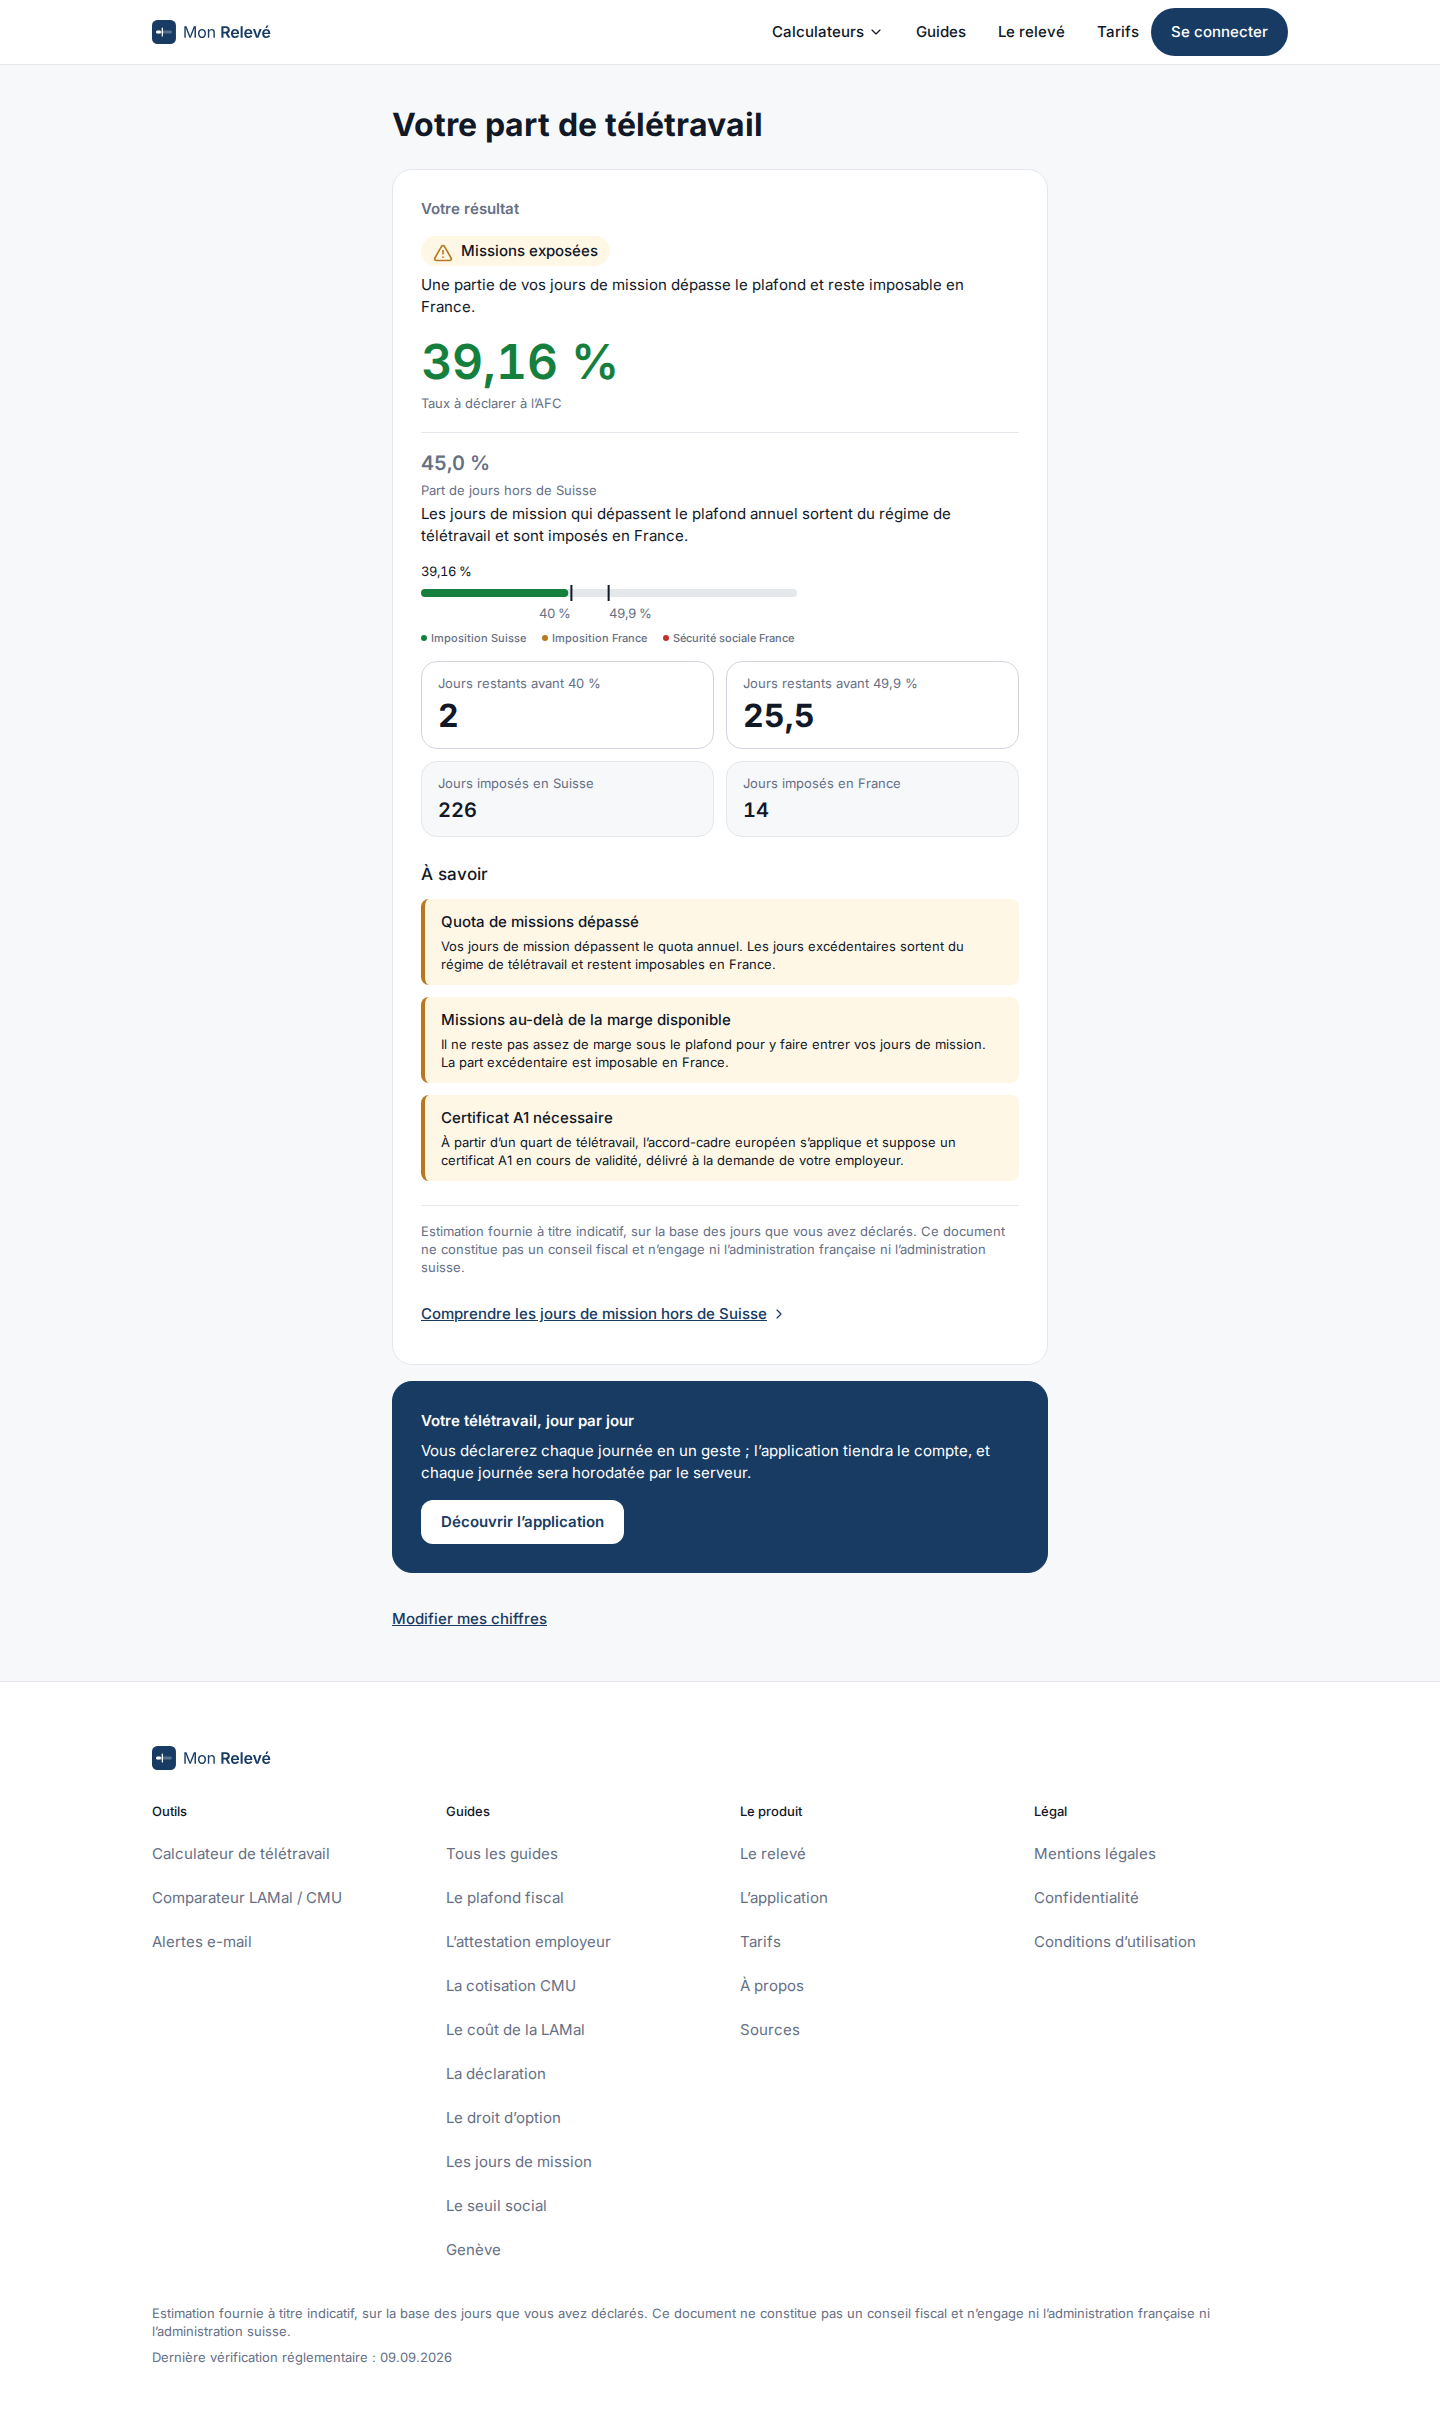 Mon Relevé
Calculateurs
Guides
Le relevé
Tarifs
Se connecter
Votre part de télétravail
Votre résultat
Missions exposées
Une partie de vos jours de mission dépasse le plafond et reste imposable en
France.
39,16 %
Taux à déclarer à l’AFC
45,0 %
Part de jours hors de Suisse
Les jours de mission qui dépassent le plafond annuel sortent du régime de
télétravail et sont imposés en France.
39,16 %
40 %
49,9 %
Imposition Suisse
Imposition France
Sécurité sociale France
Jours restants avant 40 %
2
Jours restants avant 49,9 %
25,5
Jours imposés en Suisse
226
Jours imposés en France
14
À savoir
Quota de missions dépassé
Vos jours de mission dépassent le quota annuel. Les jours excédentaires sortent du
régime de télétravail et restent imposables en France.
Missions au-delà de la marge disponible
Il ne reste pas assez de marge sous le plafond pour y faire entrer vos jours de mission.
La part excédentaire est imposable en France.
Certificat A1 nécessaire
À partir d’un quart de télétravail, l’accord-cadre européen s’applique et suppose un
certificat A1 en cours de validité, délivré à la demande de votre employeur.
Estimation fournie à titre indicatif, sur la base des jours que vous avez déclarés. Ce document
ne constitue pas un conseil fiscal et n’engage ni l’administration française ni l’administration
suisse.
Comprendre les jours de mission hors de Suisse
Votre télétravail, jour par jour
Vous déclarerez chaque journée en un geste ; l’application tiendra le compte, et
chaque journée sera horodatée par le serveur.
Découvrir l’application
Modifier mes chiffres
Mon Relevé
Outils
Calculateur de télétravail
Comparateur LAMal / CMU
Alertes e-mail
Guides
Tous les guides
Le plafond fiscal
L’attestation employeur
La cotisation CMU
Le coût de la LAMal
La déclaration
Le droit d’option
Les jours de mission
Le seuil social
Genève
Le produit
Le relevé
L’application
Tarifs
À propos
Sources
Légal
Mentions légales
Confidentialité
Conditions d’utilisation
Estimation fournie à titre indicatif, sur la base des jours que vous avez déclarés. Ce document ne constitue pas un conseil fiscal et n’engage ni l’administration française ni
l’administration suisse.
Dernière vérification réglementaire : 09.09.2026